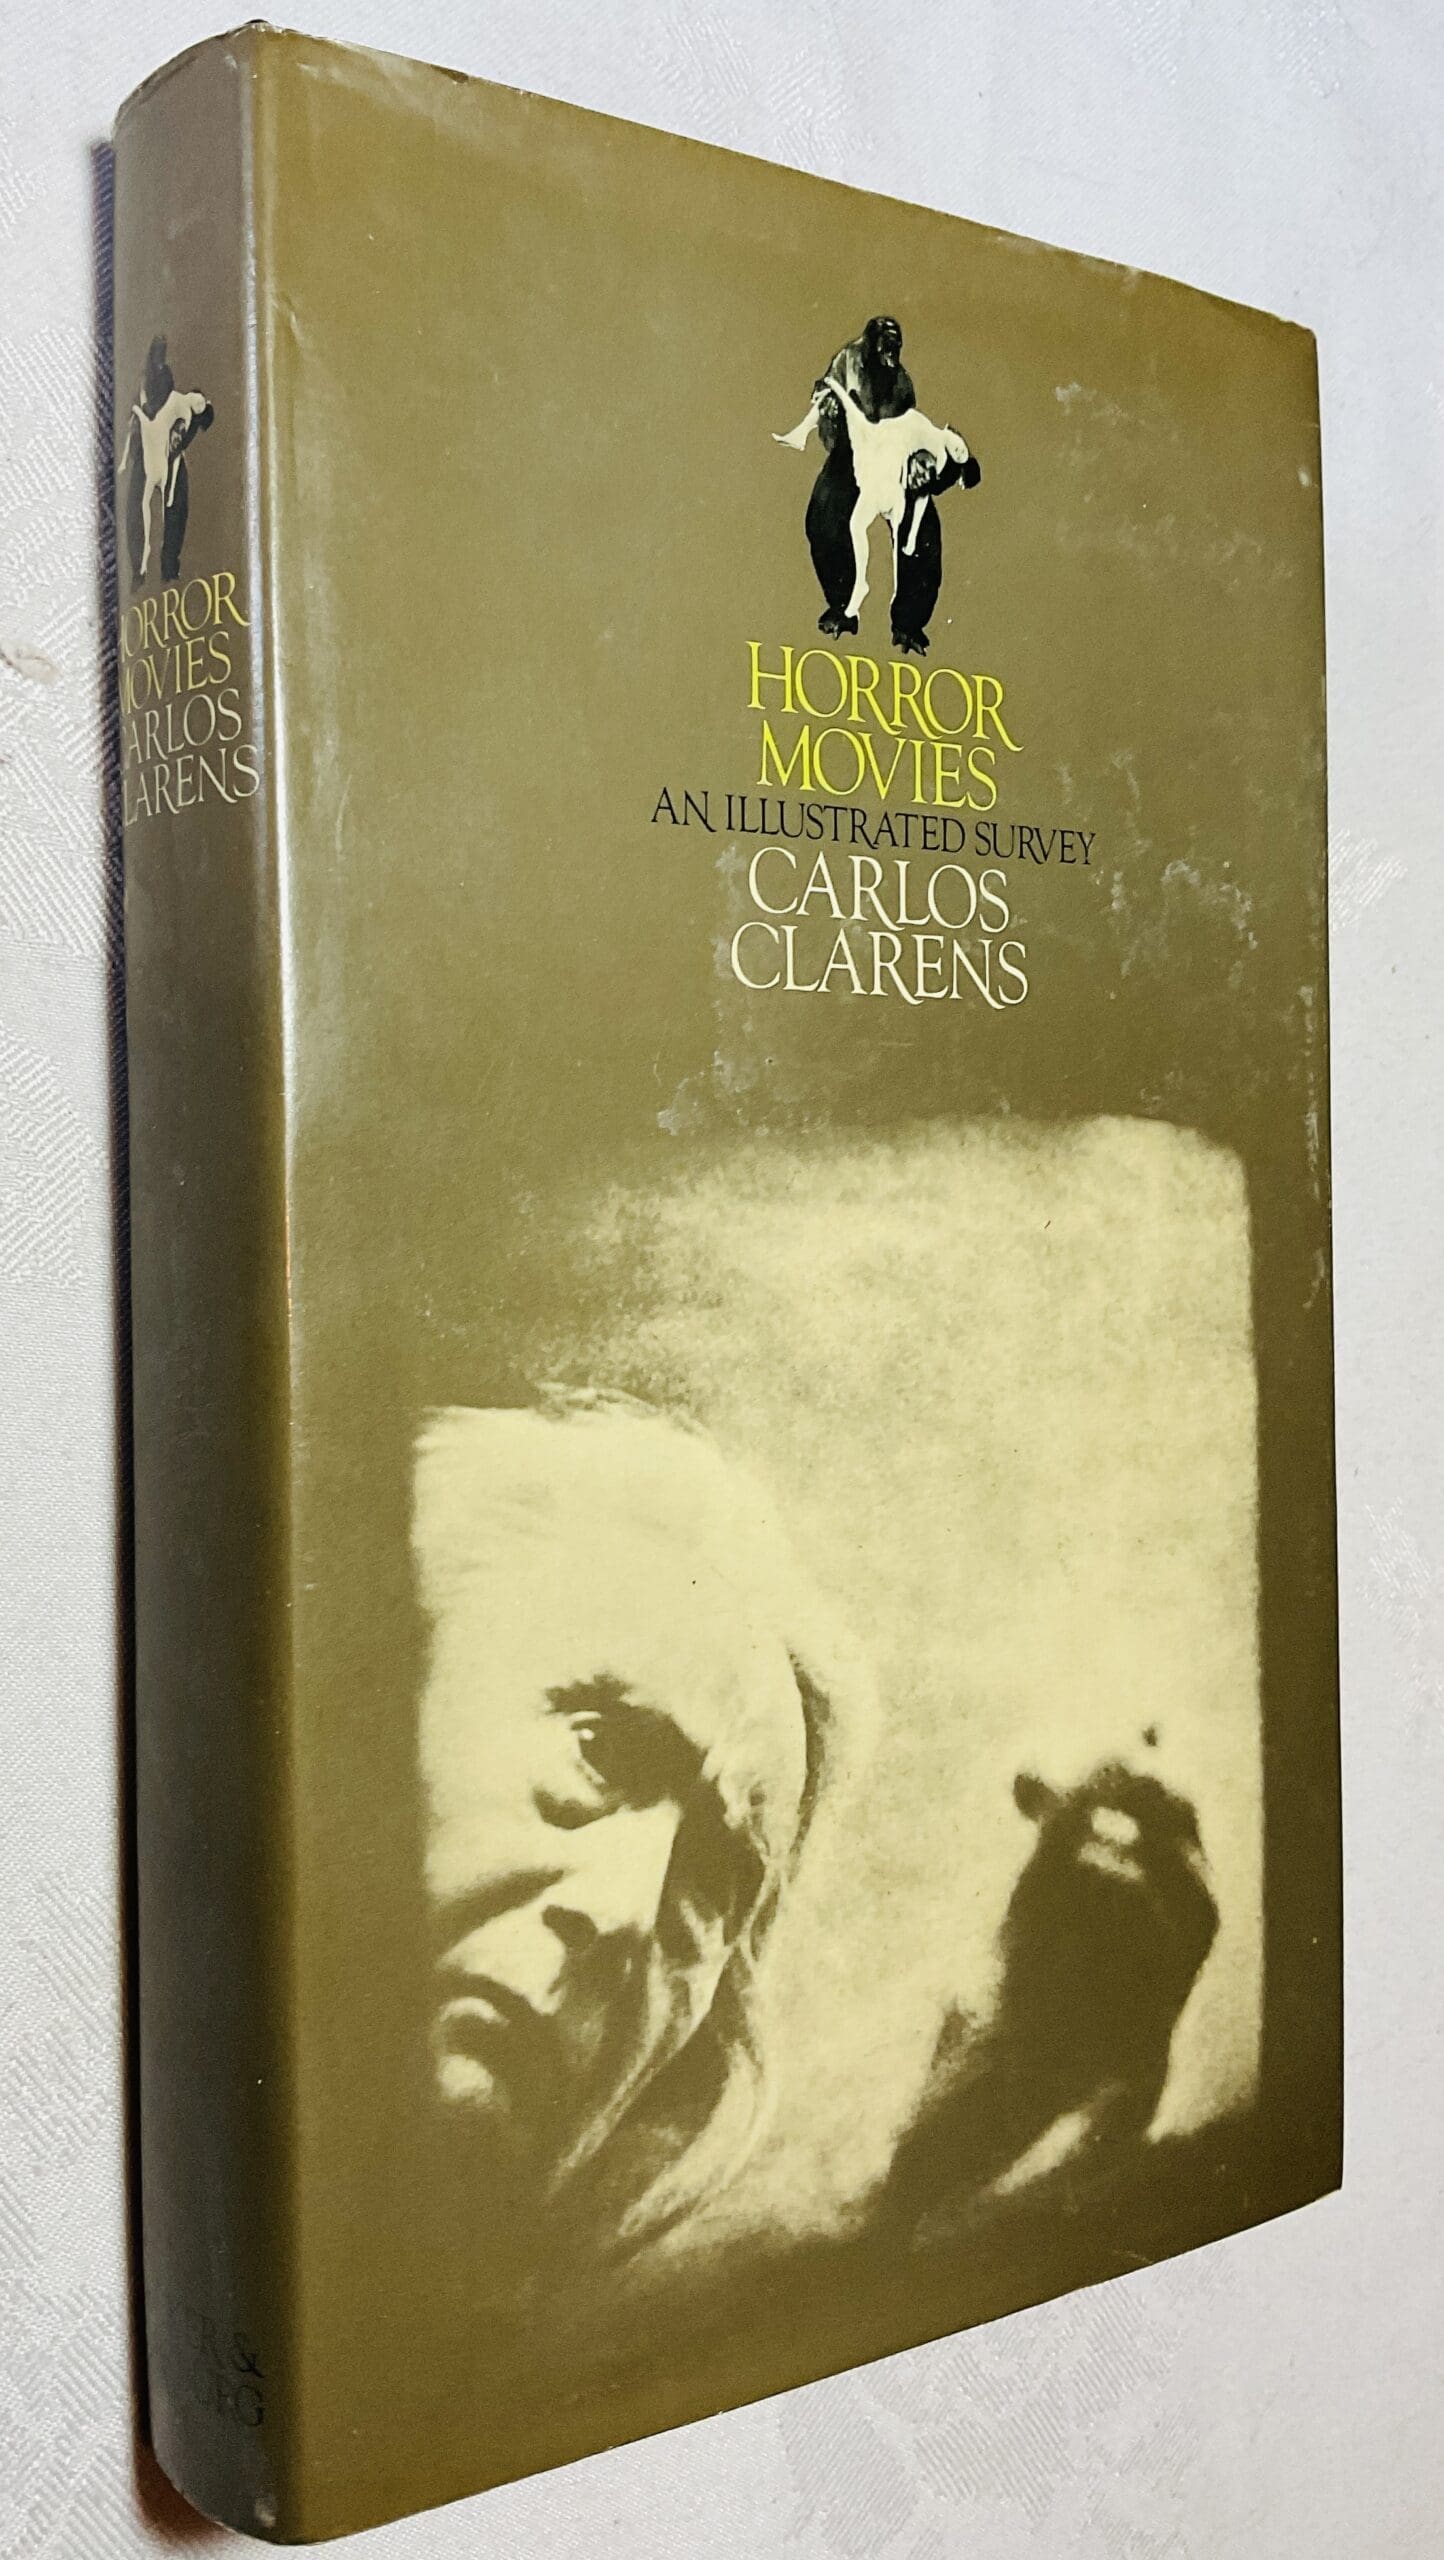 HORROR
MOVIES
AN ILLUSTRATED SURVEY
CARLOS
CLARENS
HORROR
MOVIES
CARLOS
CLARENS